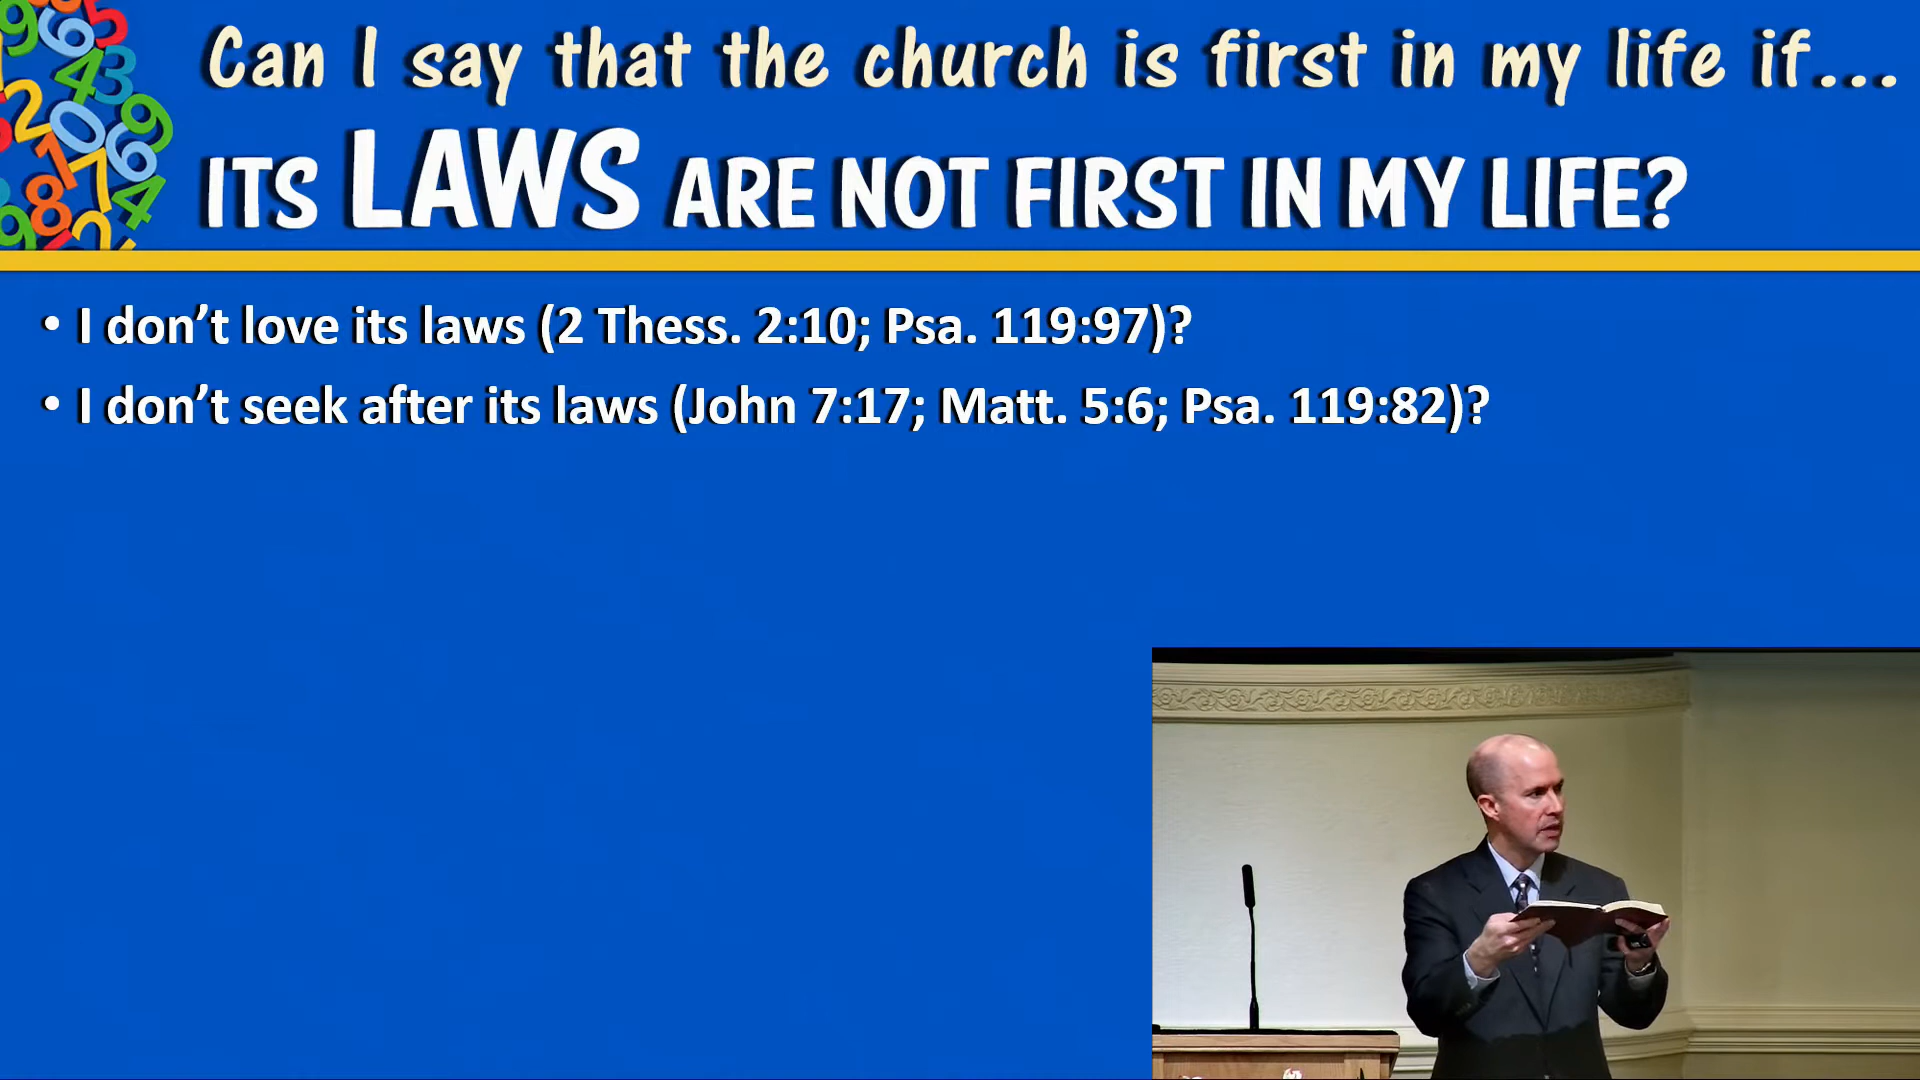 Can I say that the church is first in my life if...
ITS LAWS ARE NOT FIRST IN MY LIFE?
• I don’t love its laws (2 Thess. 2:10; Psa. 119:97)?
• I don’t seek after its laws (John 7:17; Matt. 5:6; Psa. 119:82)?